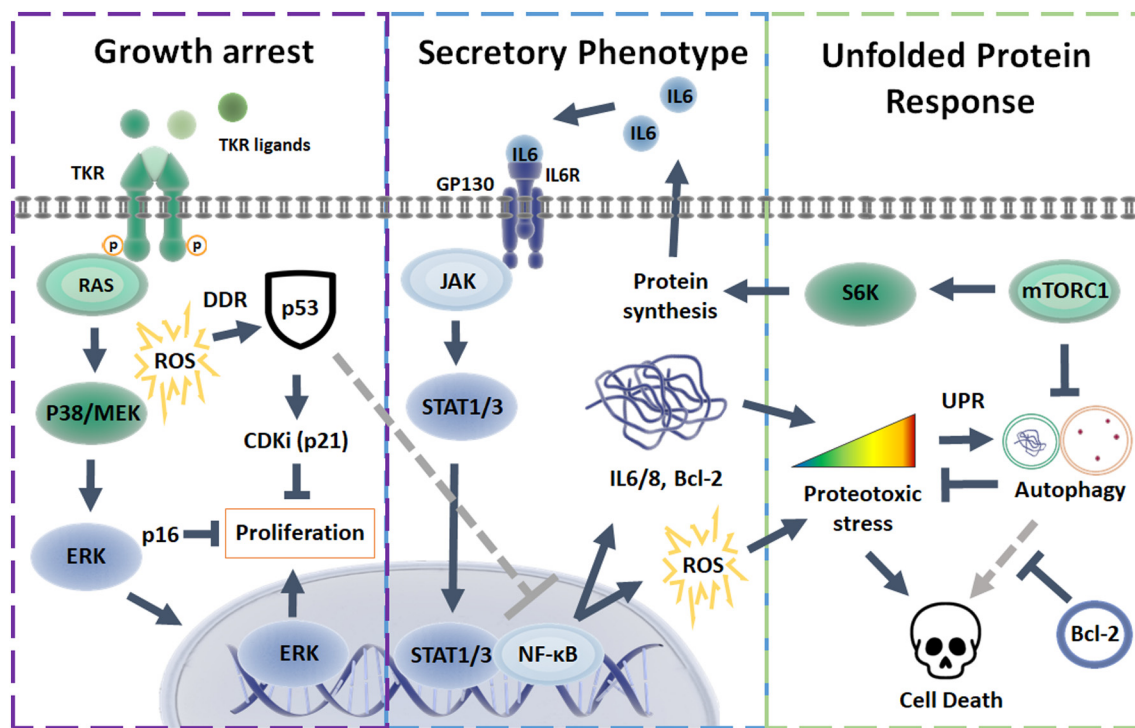 Growth arrest
TKR ligands
TKR
P
P
RAS
DDR
p53
ROS
P38/MEK
CDKi (p21)
p16
Proliferation
ERK
ERK
Secretory Phenotype
IL6
IL6
IL6
GP130
IL6R
JAK
Protein
synthesis
STAT1/3
IL6/8, Bcl-2
ROS
STAT1/3
NF-κB
Unfolded Protein
Response
S6K
mTORC1
UPR
Proteotoxic
stress
Autophagy
Bcl-2
Cell Death